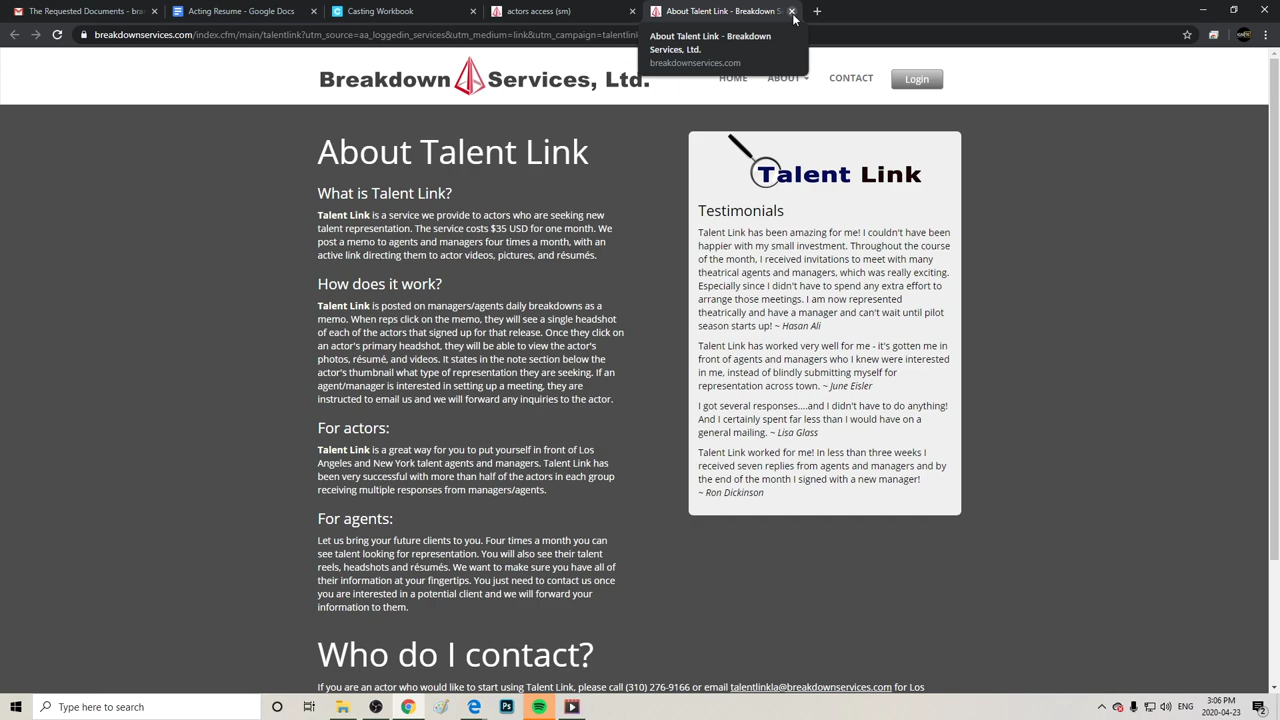 The Requested Documents - bra
Acting Resume - Google Docs
Casting Workbook
actors access (sm)
About Talent Link - Breakdown S
breakdownservices.com/index.cfm/main/talentlink?utm_source=aa_loggedin_services&utm_medium=link&utm_campaign=talentlink
About Talent Link - Breakdown
Services, Ltd.
breakdownservices.com
Breakdown Services, Ltd.
HOME
ABOUT
CONTACT
Login
About Talent Link
What is Talent Link?
Talent Link is a service we provide to actors who are seeking new
talent representation. The service costs $35 USD for one month. We
post a memo to agents and managers four times a month, with an
active link directing them to actor videos, pictures, and résumés.
How does it work?
Talent Link is posted on managers/agents daily breakdowns as a
memo. When reps click on the memo, they will see a single headshot
of each of the actors that signed up for that release. Once they click on
an actor's primary headshot, they will be able to view the actor's
photos, résumé, and videos. It states in the note section below the
actor's thumbnail what type of representation they are seeking. If an
agent/manager is interested in setting up a meeting, they are
instructed to email us and we will forward any inquiries to the actor.
For actors:
Talent Link is a great way for you to put yourself in front of Los
Angeles and New York talent agents and managers. Talent Link has
been very successful with more than half of the actors in each group
receiving multiple responses from managers/agents.
For agents:
Let us bring your future clients to you. Four times a month you can
see talent looking for representation. You will also see their talent
reels, headshots and résumés. We want to make sure you have all of
their information at your fingertips. You just need to contact us once
you are interested in a potential client and we will forward your
information to them.
Who do I contact?
If you are an actor who would like to start using Talent Link, please call (310) 276-9166 or email talentlinkla@breakdownservices.com for Los
Talent Link
Testimonials
Talent Link has been amazing for me! I couldn't have been
happier with my small investment. Throughout the course
of the month, I received invitations to meet with many
theatrical agents and managers, which was really exciting.
Especially since I didn't have to spend any extra effort to
arrange those meetings. I am now represented
theatrically and have a manager and can't wait until pilot
season starts up! ~ Hasan Ali
Talent Link has worked very well for me - it's gotten me in
front of agents and managers who I knew were interested
in me, instead of blindly submitting myself for
representation across town. ~ June Eisler
I got several responses....and I didn't have to do anything!
And I certainly spent far less than I would have on a
general mailing. ~ Lisa Glass
Talent Link worked for me! In less than three weeks I
received seven replies from agents and managers and by
the end of the month I signed with a new manager!
~ Ron Dickinson
Type here to search
ENG
3:06 PM
2020-04-23
2